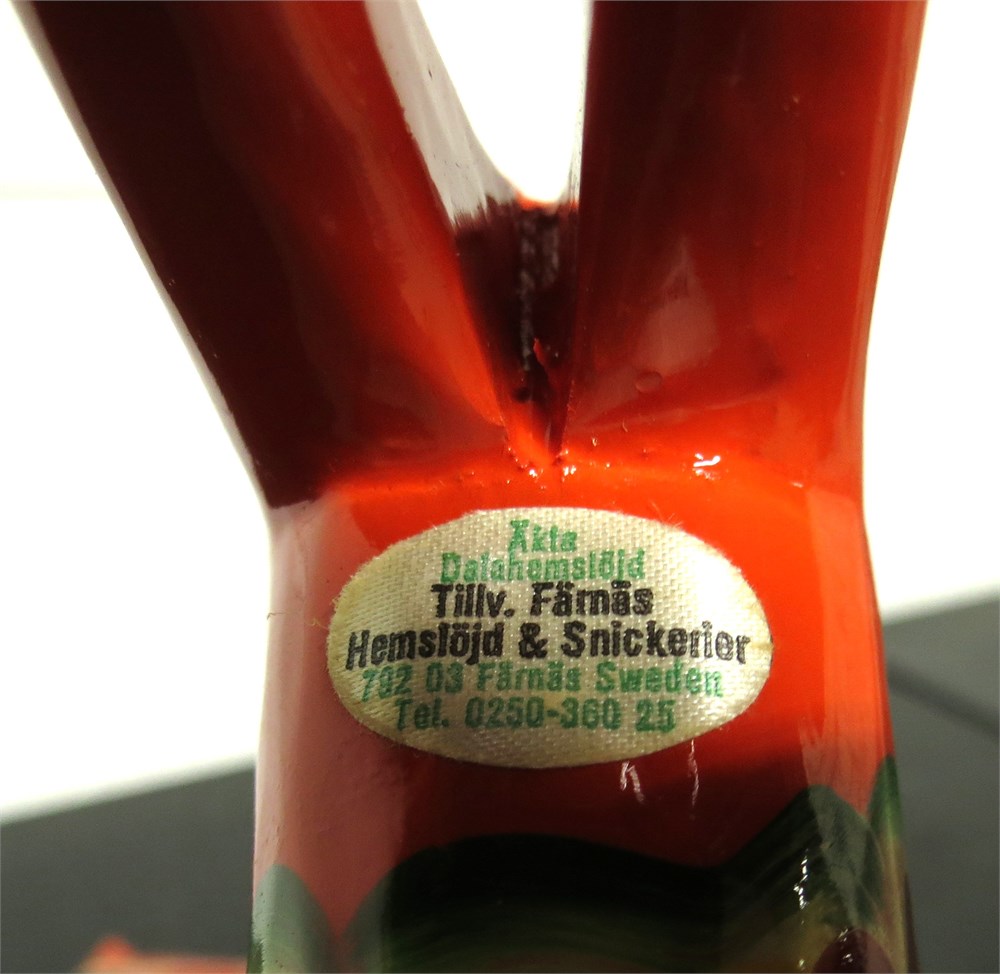 Äkta
Dalahemslöjd
Tillv. Färnäs
Hemslöjd & Snickerier
792 03 Färnäs Sweden
Tel. 0250-360 25